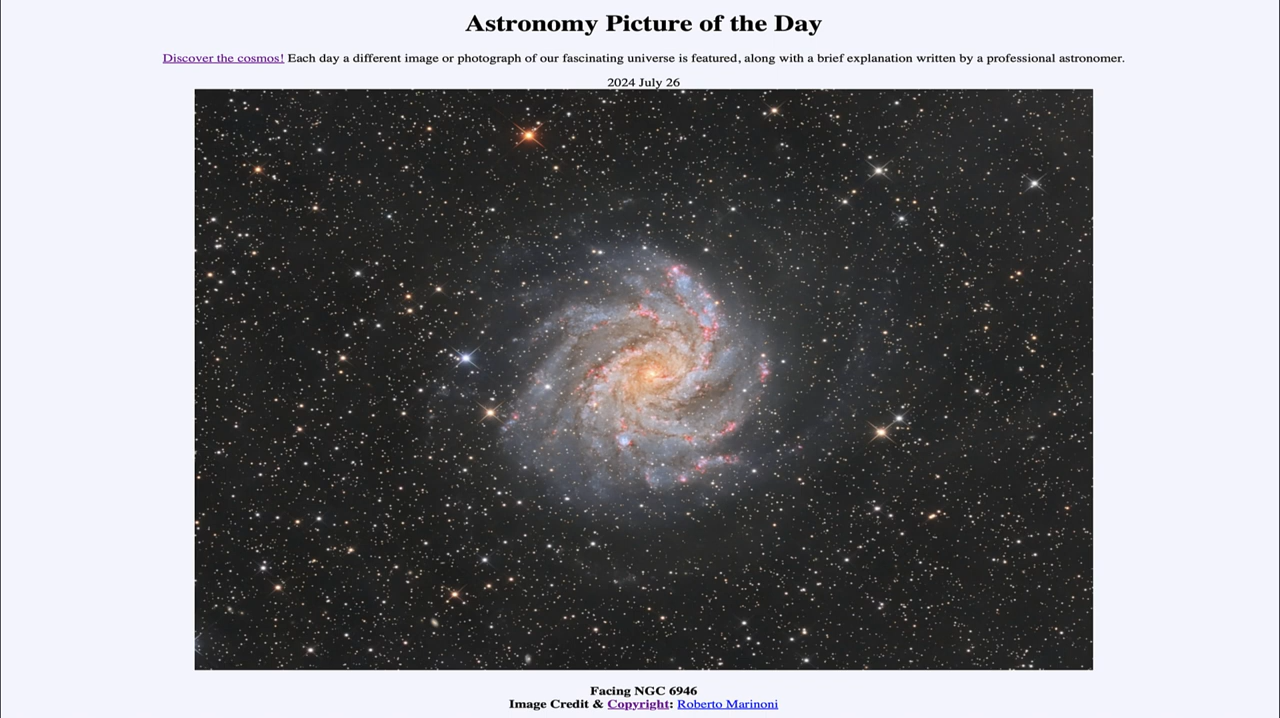 Astronomy Picture of the Day
Discover the cosmos! Each day a different image or photograph of our fascinating universe is featured, along with a brief explanation written by a professional astronomer.
2024 July 26
Facing NGC 6946
Image Credit & Copyright: Roberto Marinoni